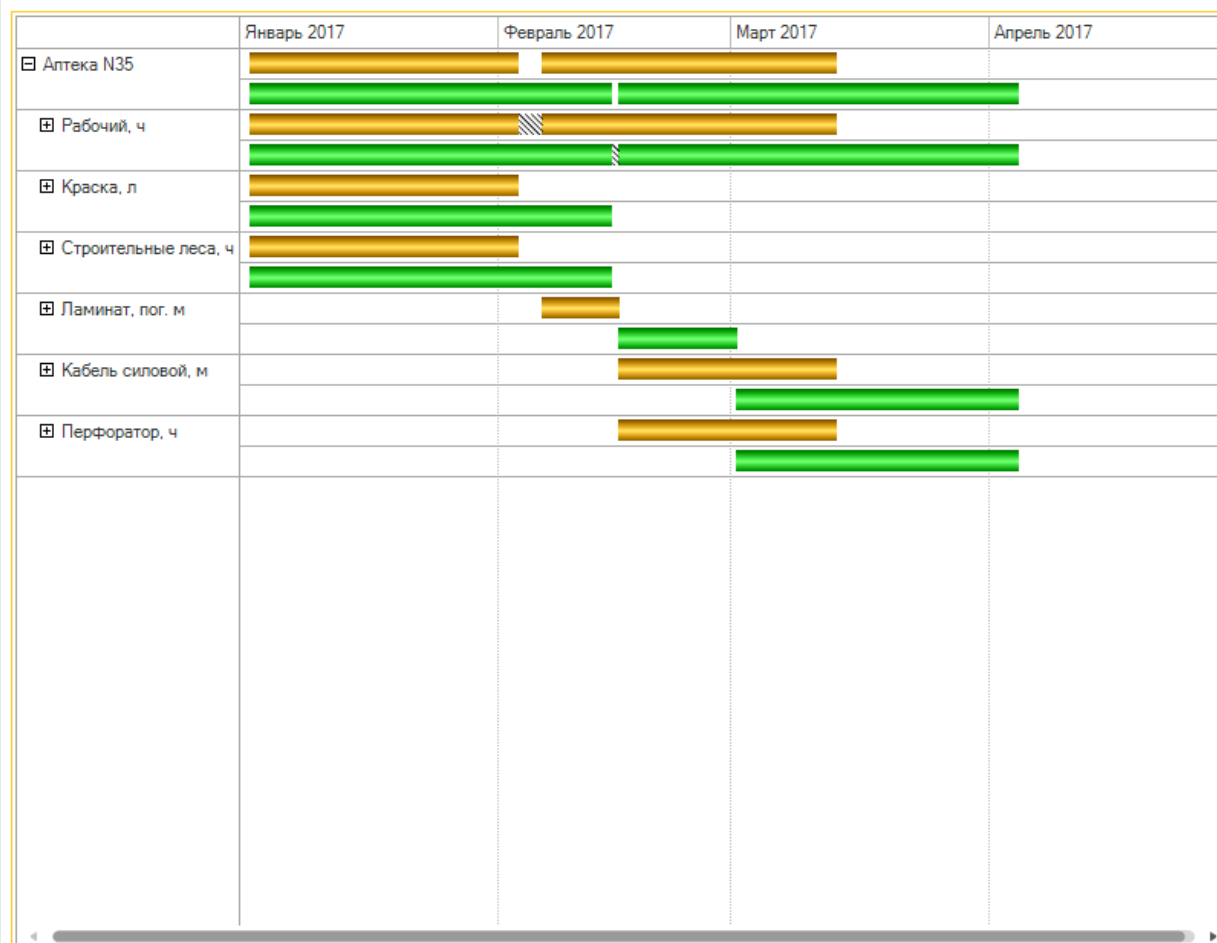 Январь 2017 Февраль 2017 Март 2017 Апрель 2017
Аптека N35
Рабочий, ч
Краска, л
Строительные леса, ч
Ламинат, пог. м
Кабель силовой, м
Перфоратор, ч